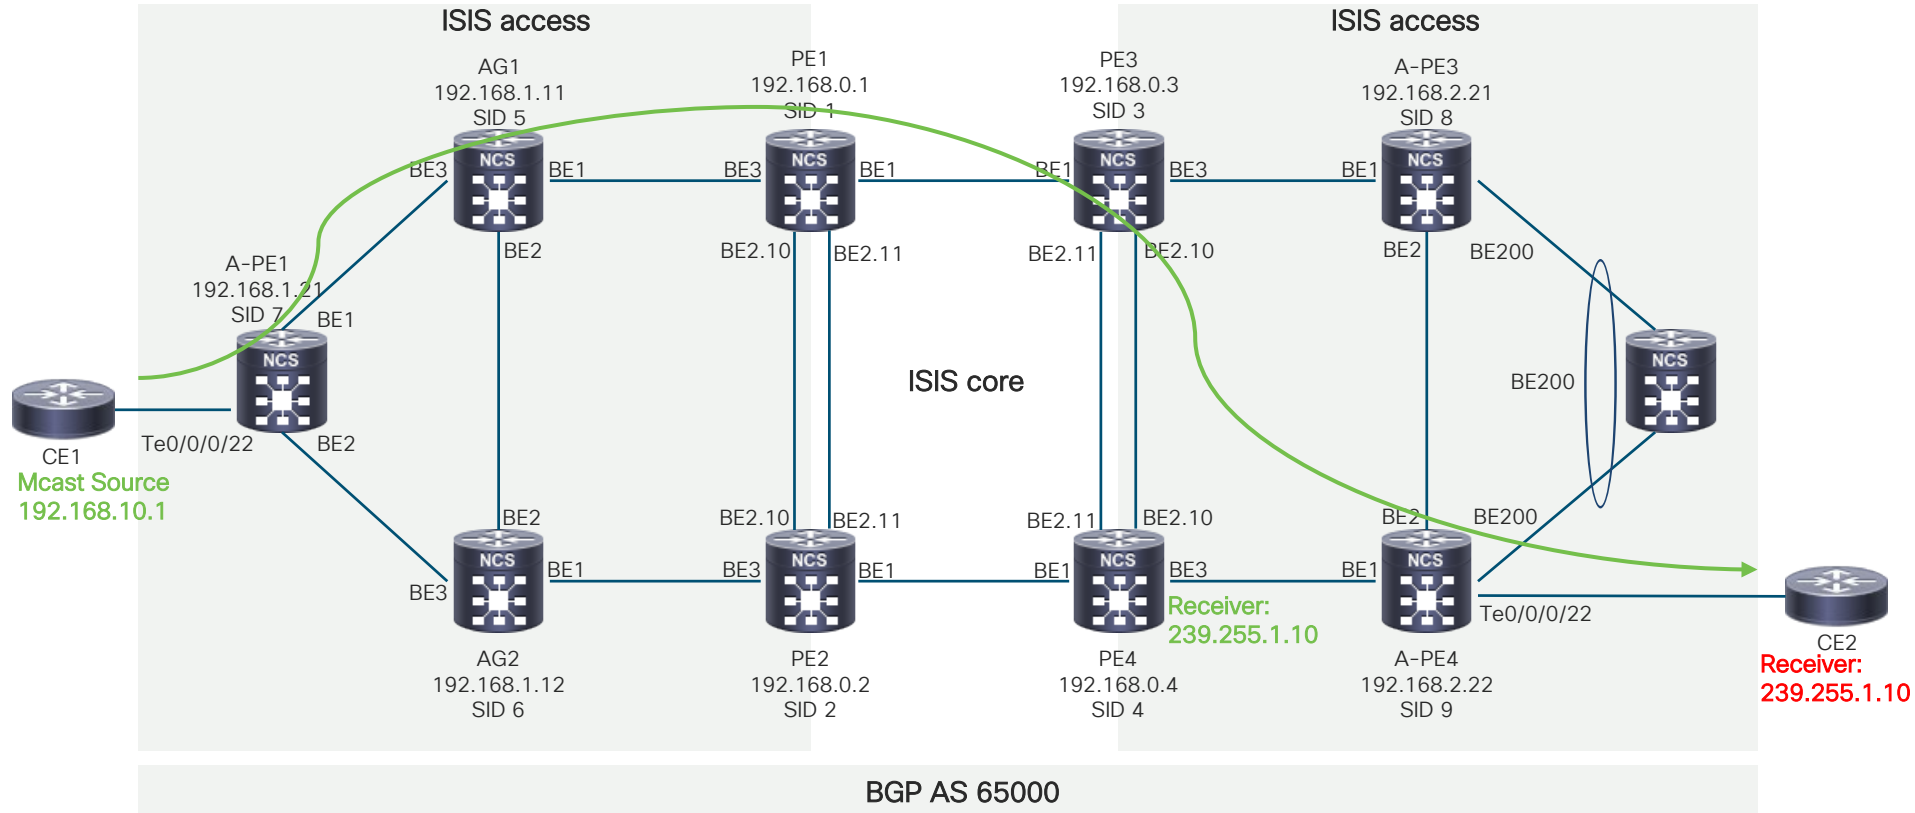 ISIS access
ISIS access
AG1
192.168.1.11
SID 5
PE1
192.168.0.1
SID 1
PE3
192.168.0.3
SID 3
A-PE3
192.168.2.21
SID 8
NCS
NCS
NCS
NCS
BE3
BE1
BE3
BE1
BE1
BE3
BE1
BE2
BE2.10
BE2.11
BE2.11
BE2.10
BE2
BE200
A-PE1
192.168.1.21
SID 7
BE1
NCS
NCS
ISIS core
BE200
CE1
Mcast Source
192.168.10.1
Te0/0/0/22
BE2
BE2
BE2.10
BE2.11
BE2.11
BE2.10
BE2
BE200
NCS
NCS
NCS
NCS
BE3
BE1
BE3
BE1
BE1
BE3
BE1
Receiver:
239.255.1.10
Te0/0/0/22
CE2
Receiver:
239.255.1.10
AG2
192.168.1.12
SID 6
PE2
192.168.0.2
SID 2
PE4
192.168.0.4
SID 4
A-PE4
192.168.2.22
SID 9
BGP AS 65000